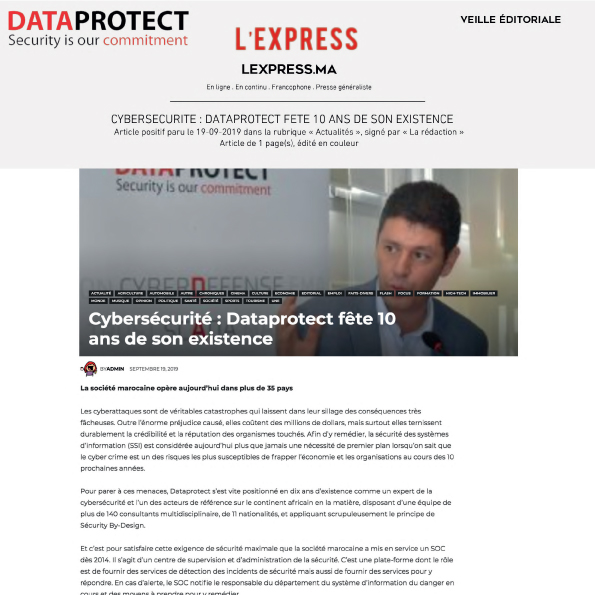 DATAPROTECT
Security is our commitment
L'EXPRESS
VEILLE ÉDITORIALE
LEXPRESS.MA
En ligne . En continu . Francophone . Presse généraliste
CYBERSECURITE : DATAPROTECT FETE 10 ANS DE SON EXISTENCE
Article positif paru le 19-09-2019 dans la rubrique « Actualités », signé par « La rédaction »
Article de 1 page(s), édité en couleur
DATAPROTECT
Security is our commitment
CYBERDEFENSE
ACTUALITÉ AGRICULTURE AUTOMOBILE AUTRE CHRONIQUES CINEMA CULTURE ECONOMIE EDITORIAL EMPLOI FAITS-DIVERS FLASH FOCUS FORMATION HIGH-TECH IMMOBILIER
MONDE MUSIQUE OPINION POLITIQUE SANTÉ SOCIÉTÉ SPORTS TOURISME UNE
Cybersécurité : Dataprotect fête 10
ans de son existence
BYADMIN SEPTEMBRE 19, 2019
La société marocaine opère aujourd'hui dans plus de 35 pays
Les cyberattaques sont de véritables catastrophes qui laissent dans leur sillage des conséquences très
fâcheuses. Outre l'énorme préjudice causé, elles coûtent des millions de dollars, mais surtout elles ternissent
durablement la crédibilité et la réputation des organismes touchés. Afin d'y remédier, la sécurité des systèmes
d'information (SSI) est considérée aujourd'hui plus que jamais une nécessité de premier plan lorsqu'on sait que
le cyber crime est un des risques les plus susceptibles de frapper l'économie et les organisations au cours des 10
prochaines années.
Pour parer à ces menaces, Dataprotect s'est vite positionné en dix ans d'existence comme un expert de la
cybersécurité et l'un des acteurs de référence sur le continent africain en la matière, disposant d'une équipe de
plus de 140 consultants multidisciplinaire, de 11 nationalités, et appliquant scrupuleusement le principe de
Sécurity By-Design.
Et c'est pour satisfaire cette exigence de sécurité maximale que la société marocaine a mis en service un SOC
dès 2014. Il s'agit d'un centre de supervision et d'administration de la sécurité. C'est une plate-forme dont le rôle
est de fournir des services de détection des incidents de sécurité mais aussi de fournir des services pour y
répondre. En cas d'alerte, le SOC notifie le responsable du département du système d'information du danger en
cours et des moyens à prendre pour y remédier.